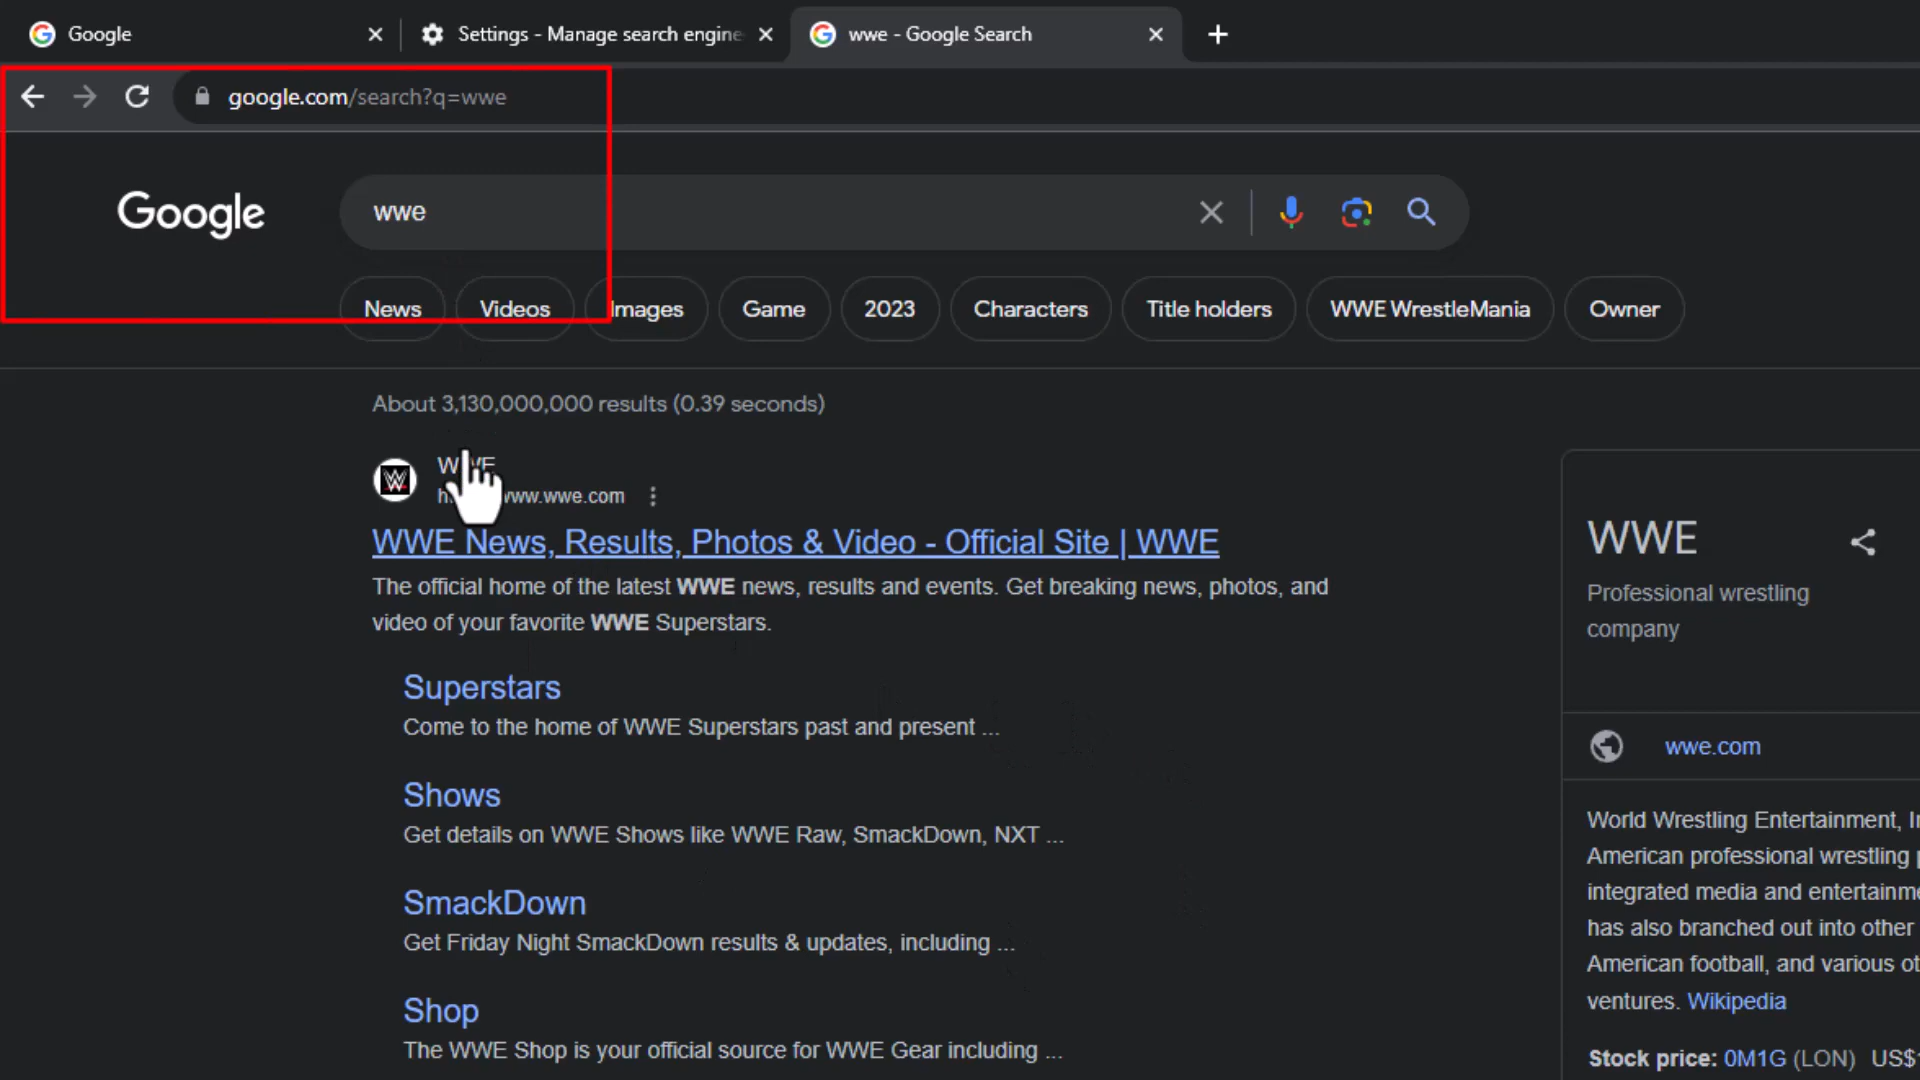 Google
Settings - Manage search engine
wwe - Google Search
google.com/search?q=wwe
Google
wwe
News
Videos
Images
Game
2023
Characters
Title holders
WWE WrestleMania
Owner
About 3,130,000,000 results (0.39 seconds)
WWE
www.wwe.com
WWE News, Results, Photos & Video - Official Site | WWE
The official home of the latest WWE news, results and events. Get breaking news, photos, and
video of your favorite WWE Superstars.
Superstars
Come to the home of WWE Superstars past and present ...
Shows
Get details on WWE Shows like WWE Raw, SmackDown, NXT ...
SmackDown
Get Friday Night SmackDown results & updates, including ...
Shop
The WWE Shop is your official source for WWE Gear including ...
WWE
Professional wrestling
company
wwe.com
World Wrestling Entertainment,
American professional wrestling
integrated media and
has also branched out into other
American football, and various
ventures. Wikipedia
Stock price: 0M1G (LON) US$